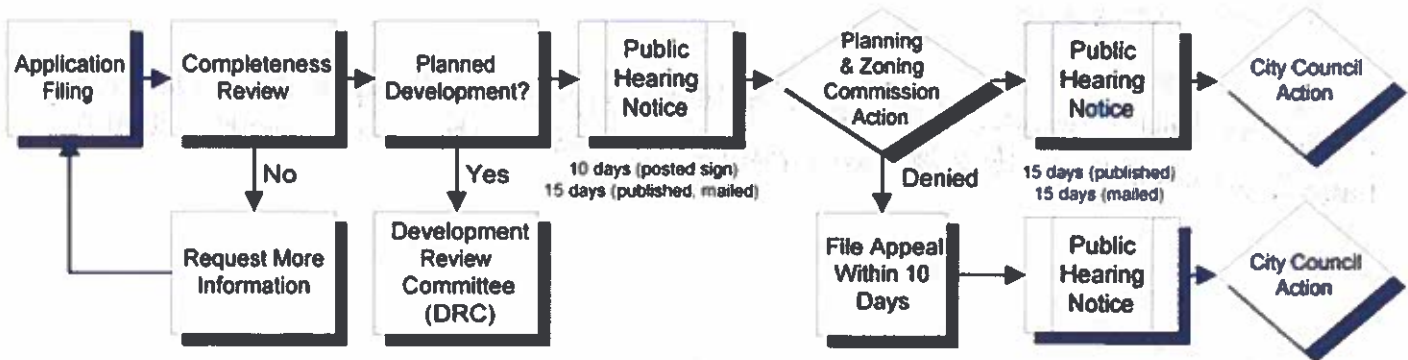 Application
Filing
Completeness
Review
Planned
Development?
Public
Hearing
Notice
Planning
& Zoning
Commission
Action
Public
Hearing
Notice
City Council
Action
No
Yes
10 days (posted sign)
15 days (published, mailed)
Denied
15 days (published)
15 days (mailed)
Request More
Information
Development
Review
Committee
(DRC)
File Appeal
Within 10
Days
Public
Hearing
Notice
City Council
Action